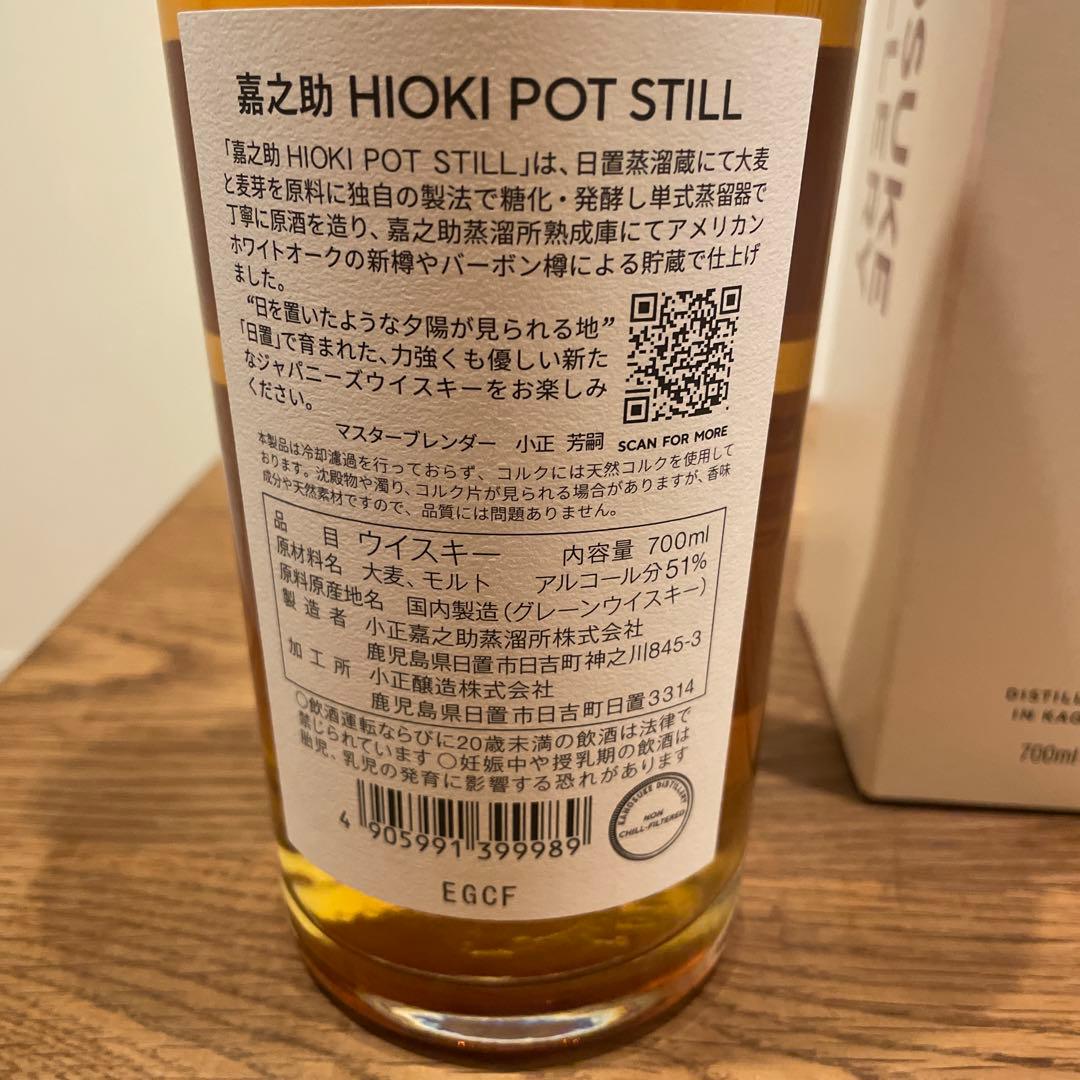 嘉之助 HIOKI POT STILL
「嘉之助 HIOKI POT STILL」は、日置蒸溜蔵にて大麦
と麦芽を原料に独自の製法で糖化・発酵し単式蒸留器で
丁寧に原酒を造り、嘉之助蒸溜所熟成庫にてアメリカン
ホワイトオークの新樽やバーボン樽による貯蔵で仕上げ
ました。
“日を置いたような夕陽が見られる地”
「日置」で育まれた、力強くも優しい新た
なジャパニーズウイスキーをお楽しみ
ください。
マスターブレンダー 小正 芳嗣
SCAN FOR MORE
本製品は冷却濾過を行っておらず、コルクには天然コルクを使用して
おります。沈殿物や濁り、コルク片が見られる場合がありますが、香味
成分や天然素材ですので、品質には問題ありません。
品目 ウイスキー 内容量 700ml
原材料名 大麦、モルト アルコール分51%
原料原産地名 国内製造(グレーンウイスキー)
製造者 小正嘉之助蒸溜所株式会社
鹿児島県日置市日吉町神之川845-3
加工所 小正醸造株式会社
鹿児島県日置市日吉町日置3314
〇飲酒運転ならびに20歳未満の飲酒は法律で
禁じられています 〇妊娠中や授乳期の飲酒は
胎児、乳児の発育に影響する恐れがあります
4 905991 399989
KANOSUKE DISTILLERY
NON
CHILL-FILTERED
EGCF
OSUKE
DISTILL
IN KAG
700ml